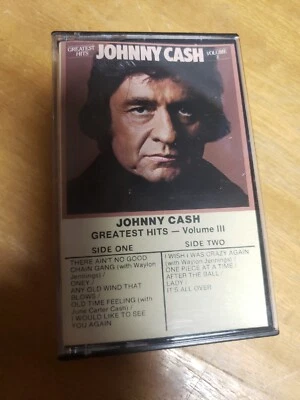 GREATEST HITS JOHNNY CASH VOLUME
JOHNNY CASH
GREATEST HITS — Volume III
SIDE ONE
THERE AIN'T NO GOOD
CHAIN GANG (with Waylon
Jennings) /
ONEY /
ANY OLD WIND THAT
BLOWS /
OLD TIME FEELING (with
June Carter Cash) /
I WOULD LIKE TO SEE
YOU AGAIN
SIDE TWO
I WISH I WAS CRAZY AGAIN
(with Waylon Jennings) /
ONE PIECE AT A TIME /
AFTER THE BALL /
LADY /
IT'S ALL OVER